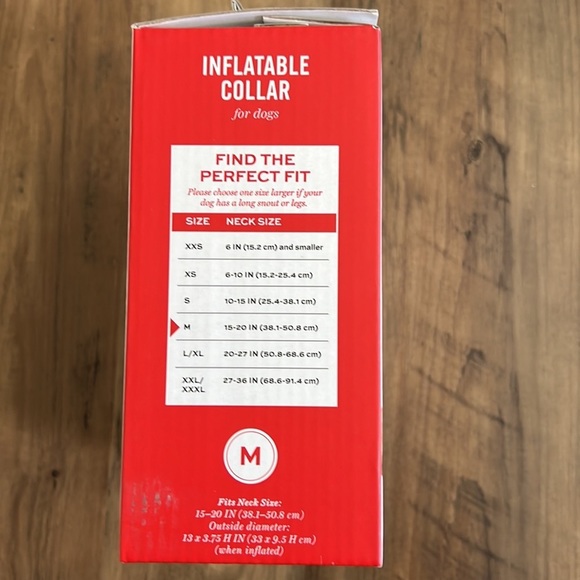 INFLATABLE
COLLAR
for dogs
FIND THE
PERFECT FIT
Please choose one size larger if your
dog has a long snout or legs.
SIZE NECK SIZE
XXS 6 IN (15.2 cm) and smaller
XS 6-10 IN (15.2-25.4 cm)
S 10-15 IN (25.4-38.1 cm)
M 15-20 IN (38.1-50.8 cm)
L/XL 20-27 IN (50.8-68.6 cm)
XXL/
XXXL 27-36 IN (68.6-91.4 cm)
M
Fits Neck Size:
15–20 IN (38.1–50.8 cm)
Outside diameter:
13 x 3.75 H IN (33 x 9.5 H cm)
(when inflated)